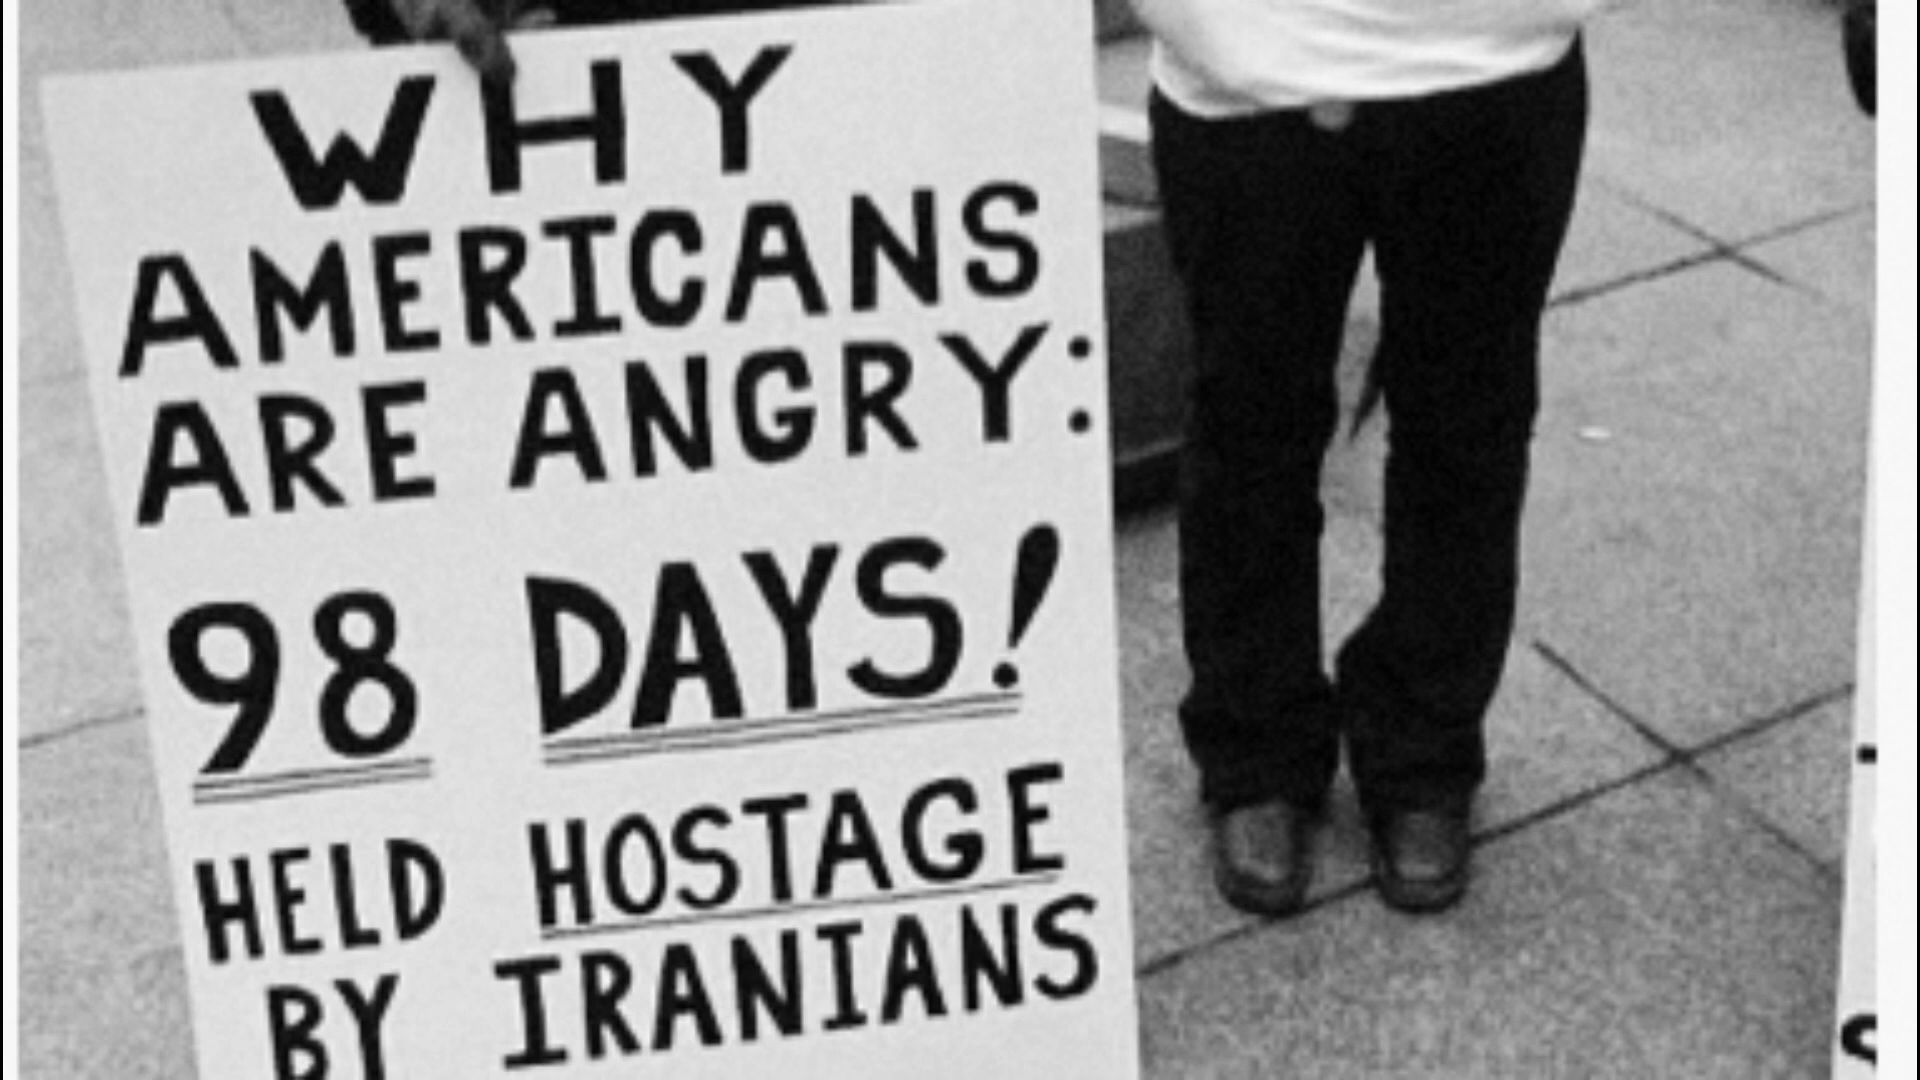 WHY
AMERICANS
ARE ANGRY:
98 DAYS!
HELD HOSTAGE
BY IRANIANS